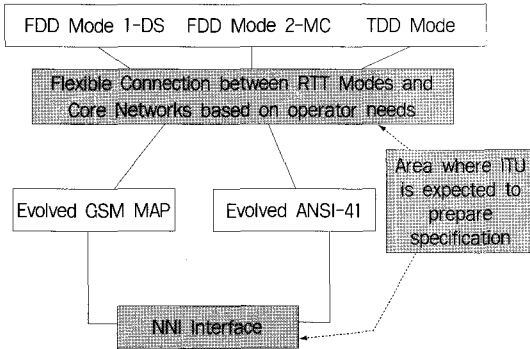 FDD Mode 1-DS FDD Mode 2-MC TDD Mode
Flexible Connection between RTT Modes and
Core Networks based on operator needs
Area where ITU
is expected to
prepare
specification
Evolved GSM MAP
Evolved ANSI-41
NNI Interface